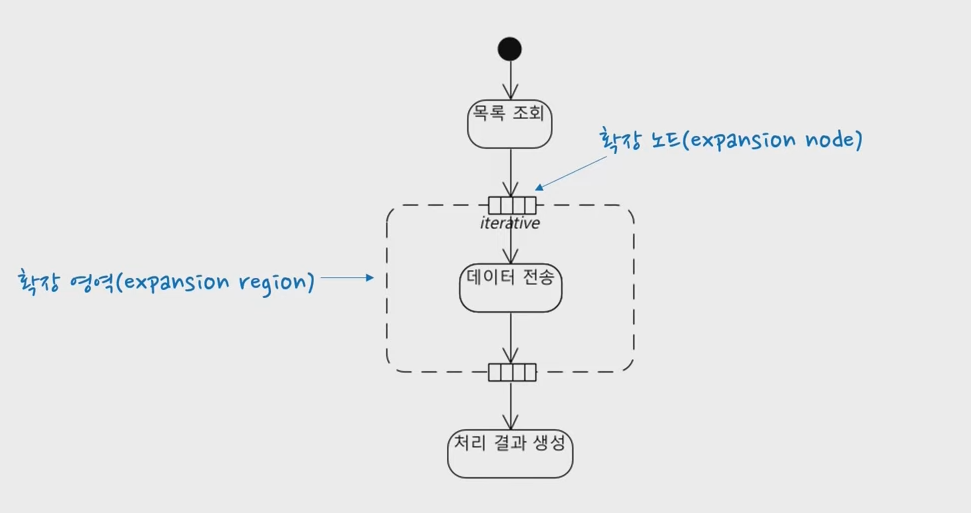 목록 조회
확장 노드(expansion node)
iterative
확장 영역(expansion region)
데이터 전송
처리 결과 생성